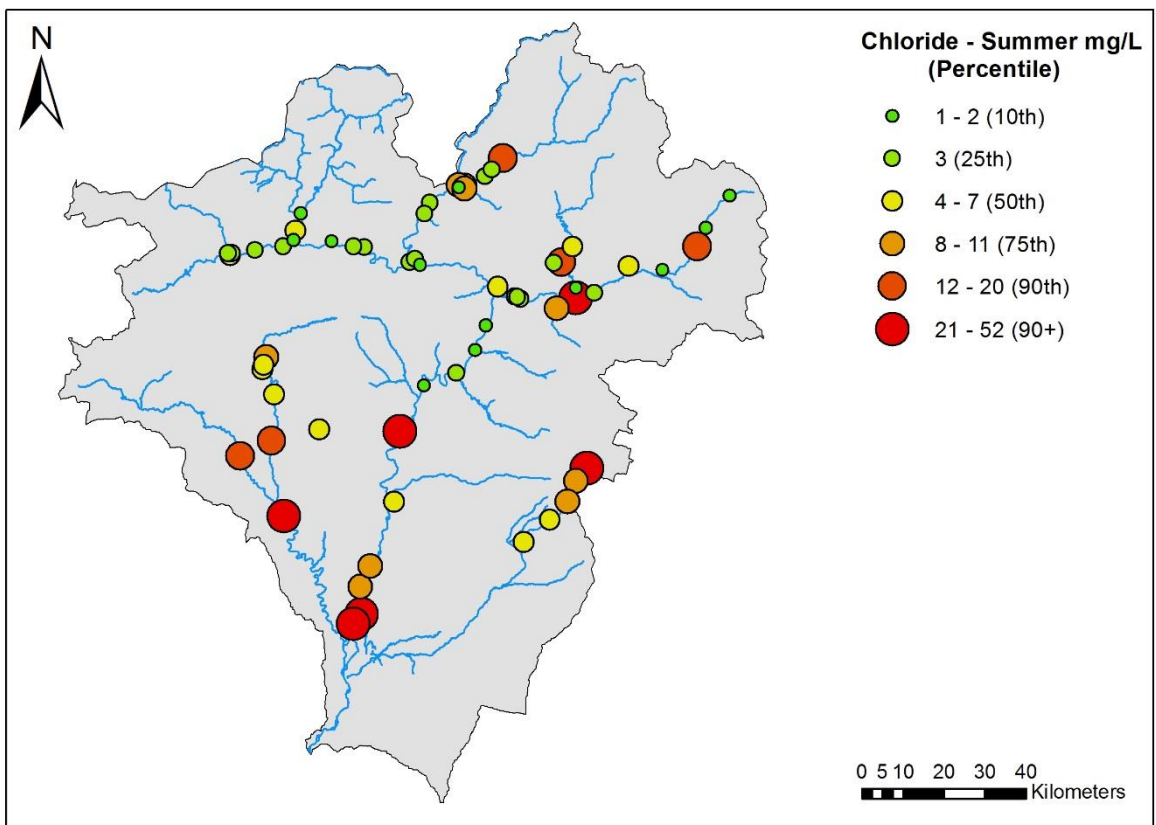 N
Chloride - Summer mg/L
(Percentile)
1 - 2 (10th)
3 (25th)
4 - 7 (50th)
8 - 11 (75th)
12 - 20 (90th)
21 - 52 (90+)
0 5 10 20 30 40
Kilometers